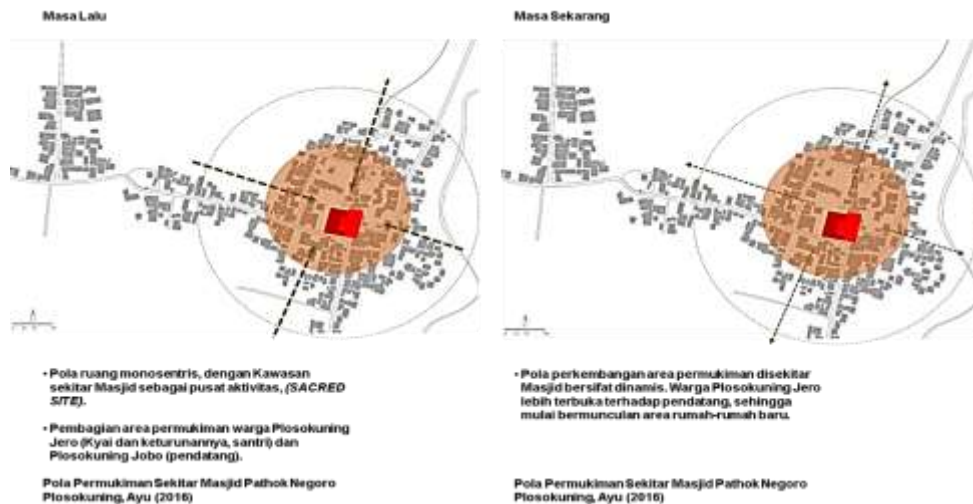 Masa Lalu
• Pola ruang monosentris, dengan Kawasan
sekitar Masjid sebagai pusat aktivitas, (SACRED
SITE).
• Pembagian area permukiman warga Plosokuning
Jero (Kyai dan keturunannya, santri) dan
Plosokuning Jobo (pendatang).
Pola Permukiman Sekitar Masjid Pathok Negoro
Plosokuning, Ayu (2016)
Masa Sekarang
• Pola perkembangan area permukiman disekitar
Masjid bersifat dinamis. Warga Plosokuning Jero
lebih terbuka terhadap pendatang, sehingga
mulai bermunculan area rumah-rumah baru.
Pola Permukiman Sekitar Masjid Pathok Negoro
Plosokuning, Ayu (2016)